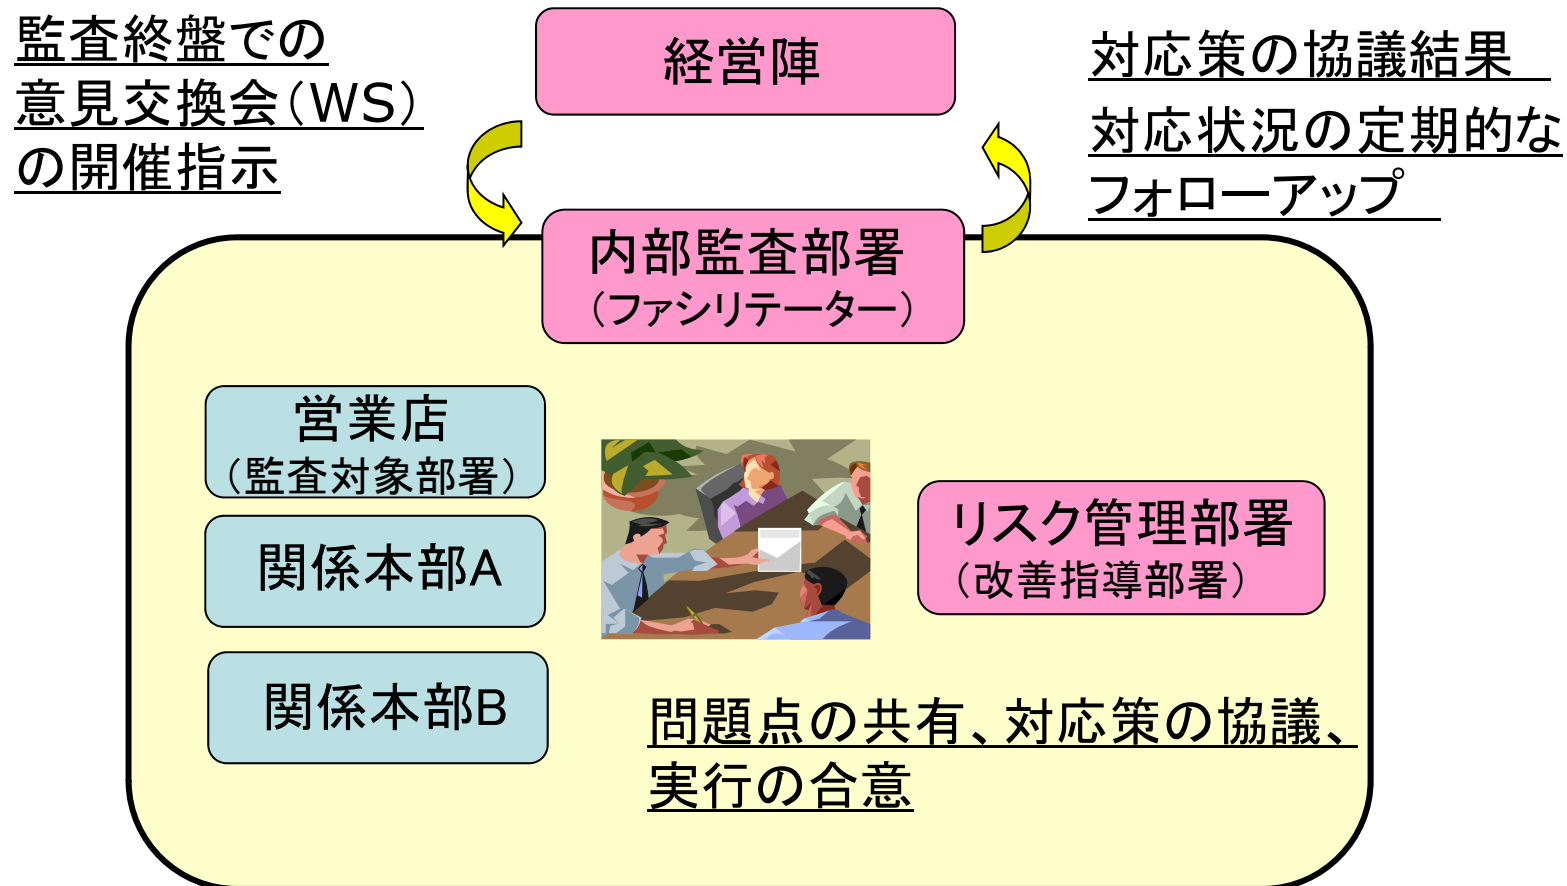 監査終盤での
意見交換会（WS）
の開催指示
経営陣
対応策の協議結果
対応状況の定期的な
フォローアップ
内部監査部署
（ファシリテーター）
営業店
（監査対象部署）
関係本部A
関係本部B
リスク管理部署
（改善指導部署）
問題点の共有、対応策の協議、
実行の合意